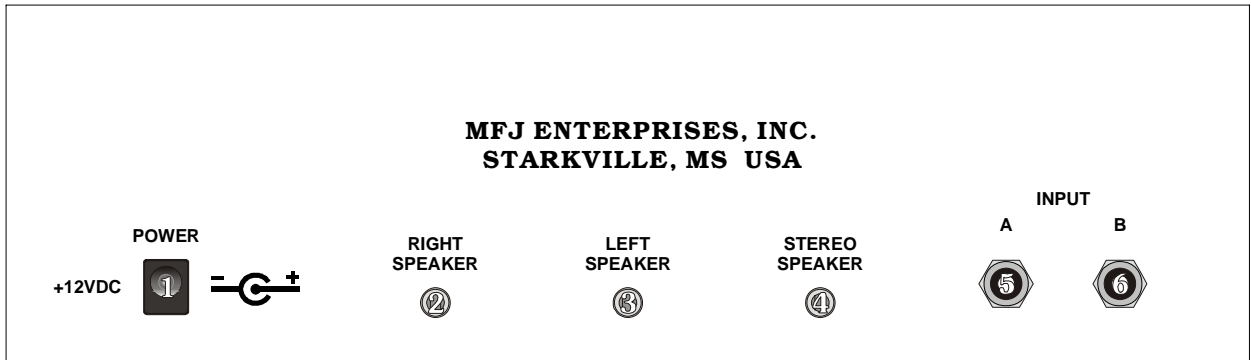 MFJ ENTERPRISES, INC.
STARKVILLE, MS USA
INPUT
A B
POWER
RIGHT
SPEAKER
LEFT
SPEAKER
STEREO
SPEAKER
+12VDC
1
- +
2
3
4
5
6